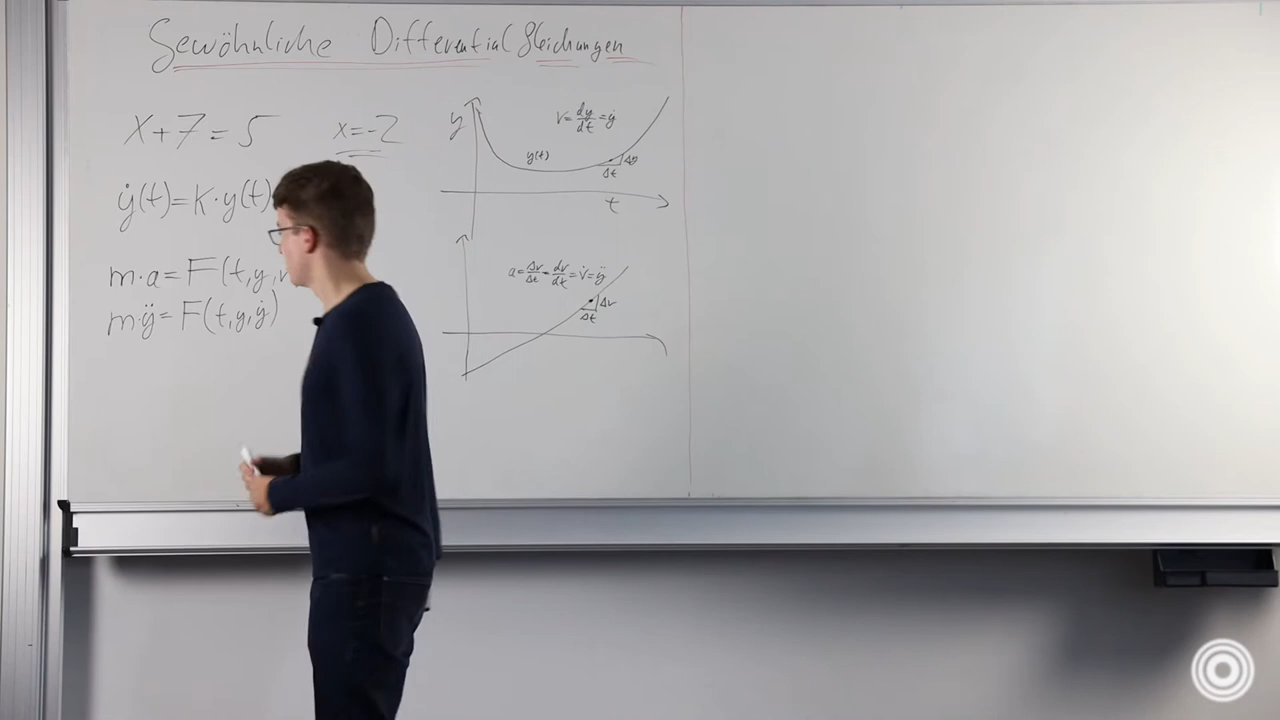 Gewöhnliche Differential Gleichungen
x+7=5 x=-2
ẏ(t)=K·y(t)
m·a=F(t,y,v
m·ÿ=F(t,y,ẏ)
y
v=dy/dt=ẏ
y(t)
Δy
Δt
t
a=Δv/Δt=dv/dt=v̇=ÿ
Δv
Δt